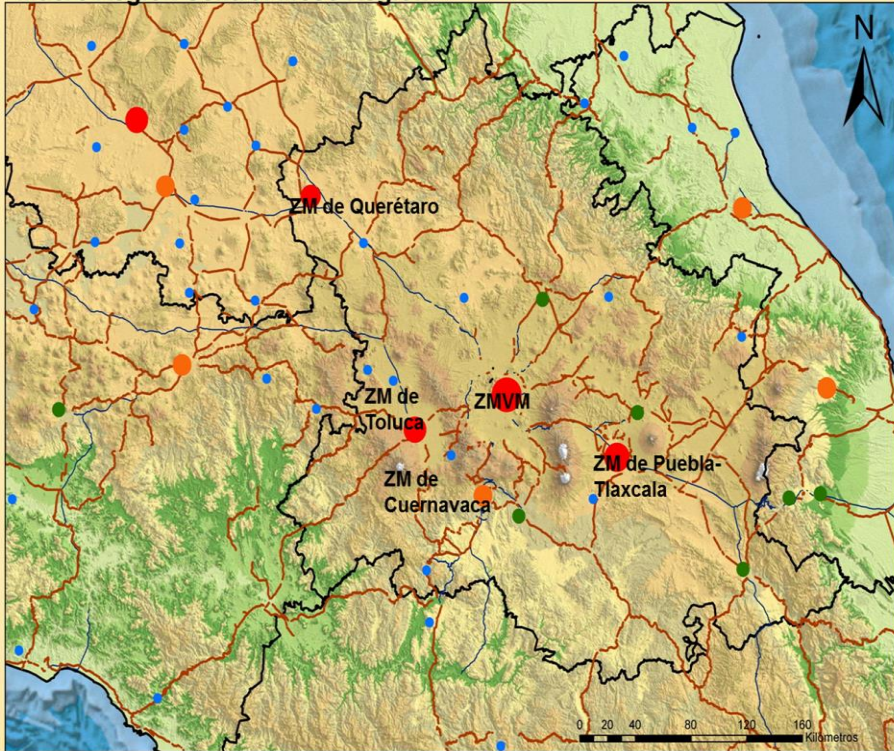 N
ZM de Querétaro
ZM de
Toluca
ZMVM
ZM de Puebla-
Tlaxcala
ZM de
Cuernavaca
0 20 40 80 120 160
Kilómetros